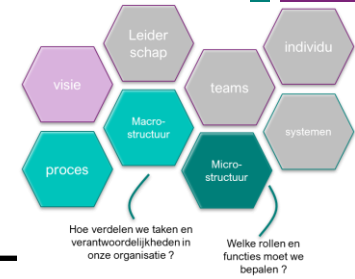 Leider
schap
individu
visie
teams
Macro-
structuur
systemen
proces
Micro-
structuur
Hoe verdelen we taken en
verantwoordelijkheden in
onze organisatie ?
Welke rollen en
functies moet we
bepalen ?